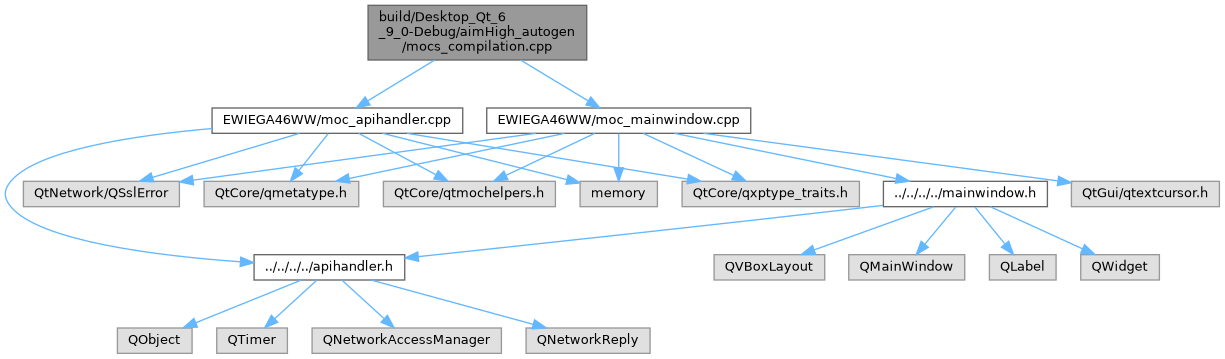 build/Desktop_Qt_6
_9_0-Debug/aimHigh_autogen
/mocs_compilation.cpp
EWIEGA46WW/moc_apihandler.cpp
EWIEGA46WW/moc_mainwindow.cpp
QtNetwork/QSslError
QtCore/qmetatype.h
QtCore/qtmochelpers.h
memory
QtCore/qxptype_traits.h
../../../../mainwindow.h
QtGui/qtextcursor.h
../../../../apihandler.h
QVBoxLayout
QMainWindow
QLabel
QWidget
QObject
QTimer
QNetworkAccessManager
QNetworkReply